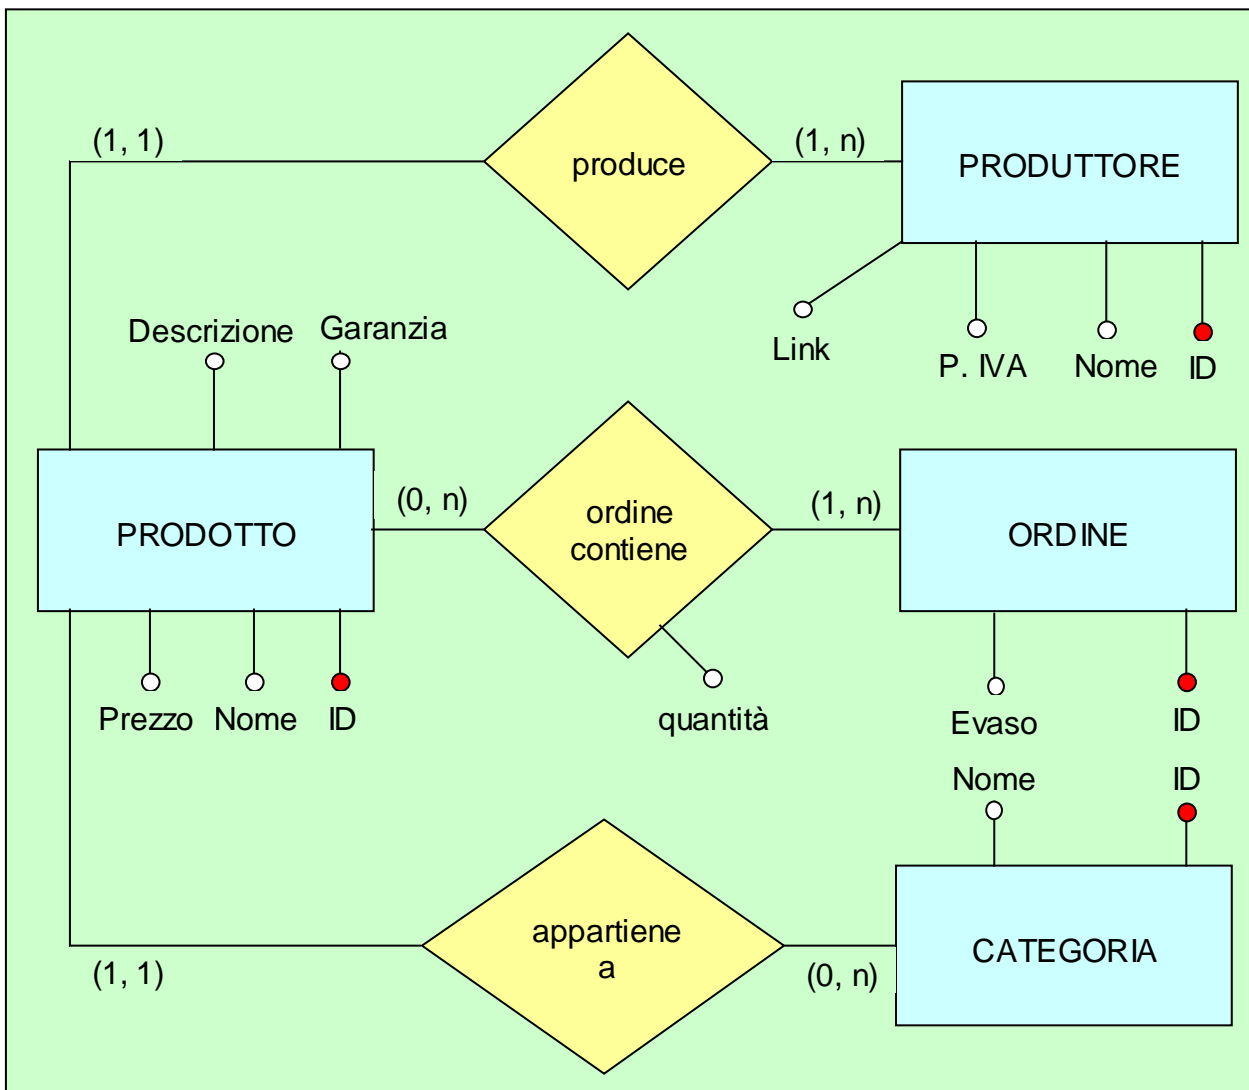 (1, 1)
produce
(1, n)
PRODUTTORE
Descrizione
Garanzia
Link
P. IVA
Nome
ID
PRODOTTO
(0, n)
ordine
contiene
(1, n)
ORDINE
Prezzo
Nome
ID
quantità
Evaso
ID
Nome
ID
(1, 1)
appartiene
a
(0, n)
CATEGORIA